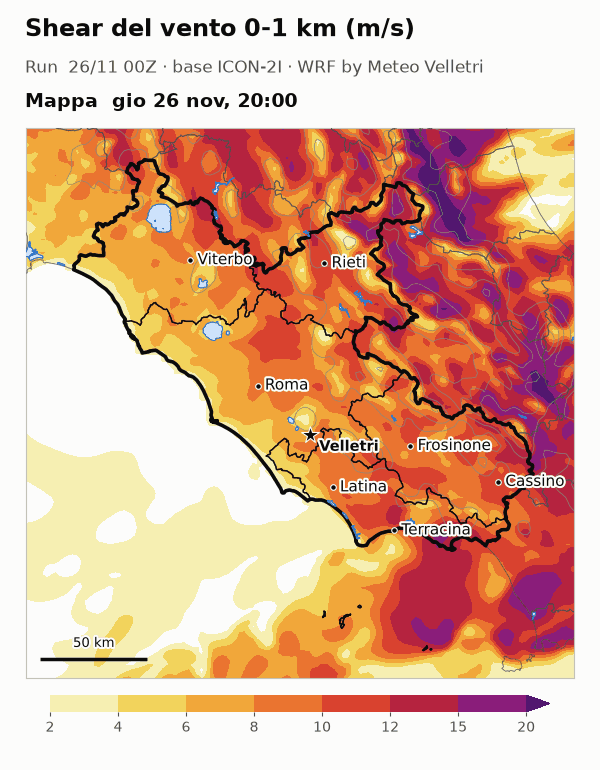 Shear del vento 0-1 km (m/s)
Run  26/11 00Z · base ICON-2I · WRF by Meteo Velletri
Mappa  gio 26 nov, 20:00
Viterbo
Rieti
Roma
Velletri
Frosinone
Latina
Cassino
Terracina
50 km
2 4 6 8 10 12 15 20